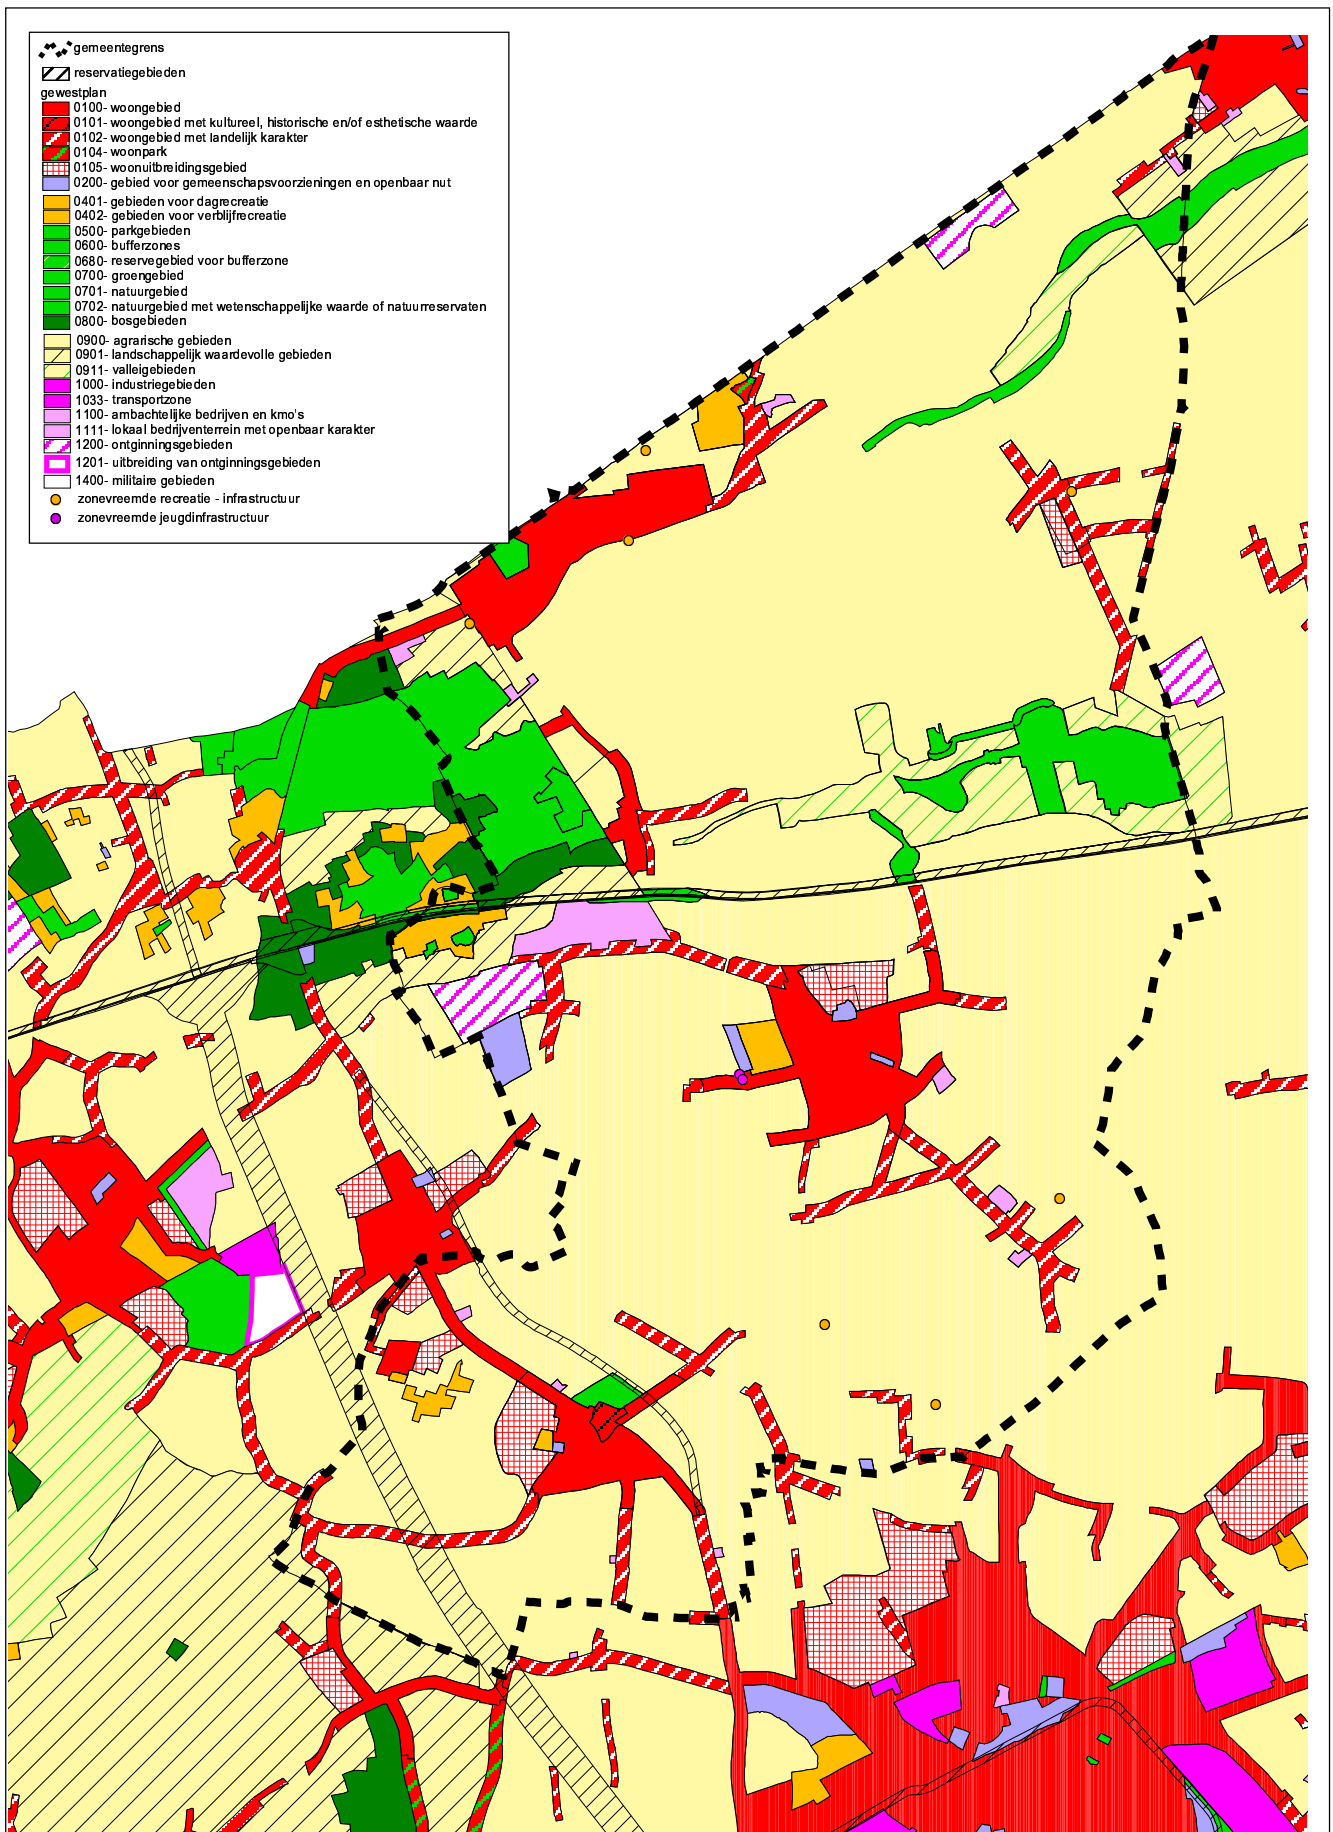 gemeentegrens
reservatiegebieden
gewestplan
0100- woongebied
0101- woongebied met kultureel, historische en/of esthetische waarde
0102- woongebied met landelijk karakter
0104- woonpark
0105- woonuitbreidingsgebied
0200- gebied voor gemeenschapsvoorzieningen en openbaar nut
0401- gebieden voor dagrecreatie
0402- gebieden voor verblijfrecreatie
0500- parkgebieden
0600- bufferzones
0680- reservegebied voor bufferzone
0700- groengebied
0701- natuurgebied
0702- natuurgebied met wetenschappelijke waarde of natuurreservaten
0800- bosgebieden
0900- agrarische gebieden
0901- landschappelijk waardevolle gebieden
0911- valleigebieden
1000- industriegebieden
1033- transportzone
1100- ambachtelijke bedrijven en kmo's
1111- lokaal bedrijventerrein met openbaar karakter
1200- ontginningsgebieden
1201- uitbreiding van ontginningsgebieden
1400- militaire gebieden
zonevreemde recreatie - infrastructuur
zonevreemde jeugdinfrastructuur